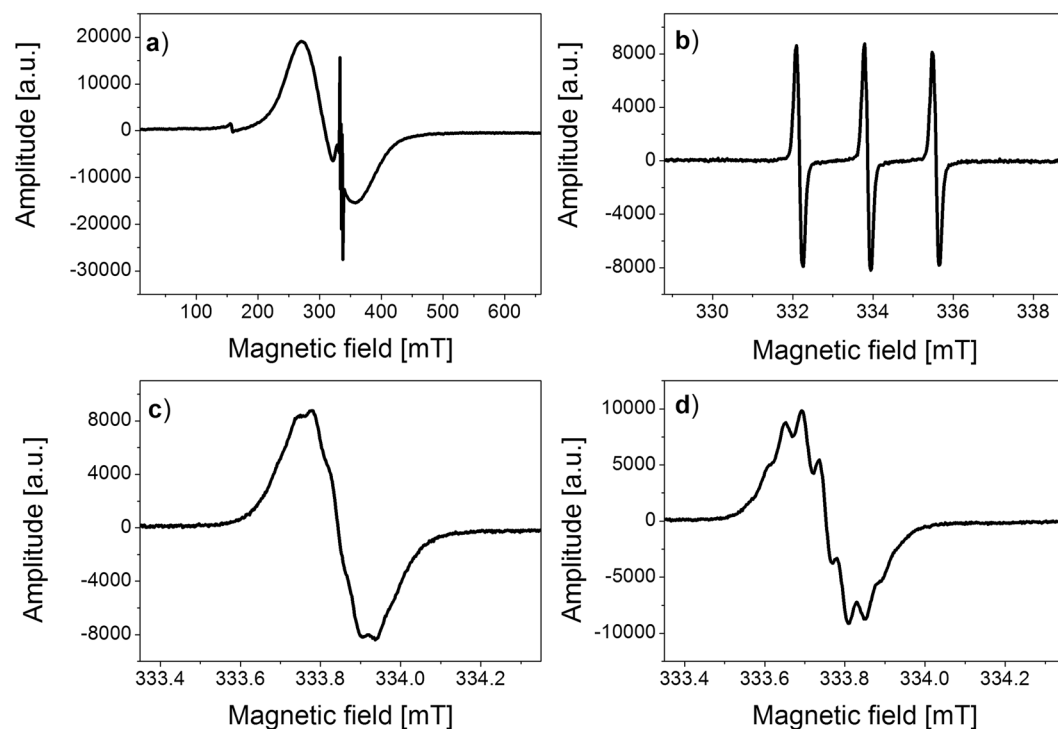 a)
Amplitude [a.u.]
20000
10000
0
-10000
-20000
-30000
100 200 300 400 500 600
Magnetic field [mT]
b)
Amplitude [a.u.]
8000
4000
0
-4000
-8000
330 332 334 336 338
Magnetic field [mT]
c)
Amplitude [a.u.]
8000
4000
0
-4000
-8000
333.4 333.6 333.8 334.0 334.2
Magnetic field [mT]
d)
Amplitude [a.u.]
10000
5000
0
-5000
-10000
333.4 333.6 333.8 334.0 334.2
Magnetic field [mT]